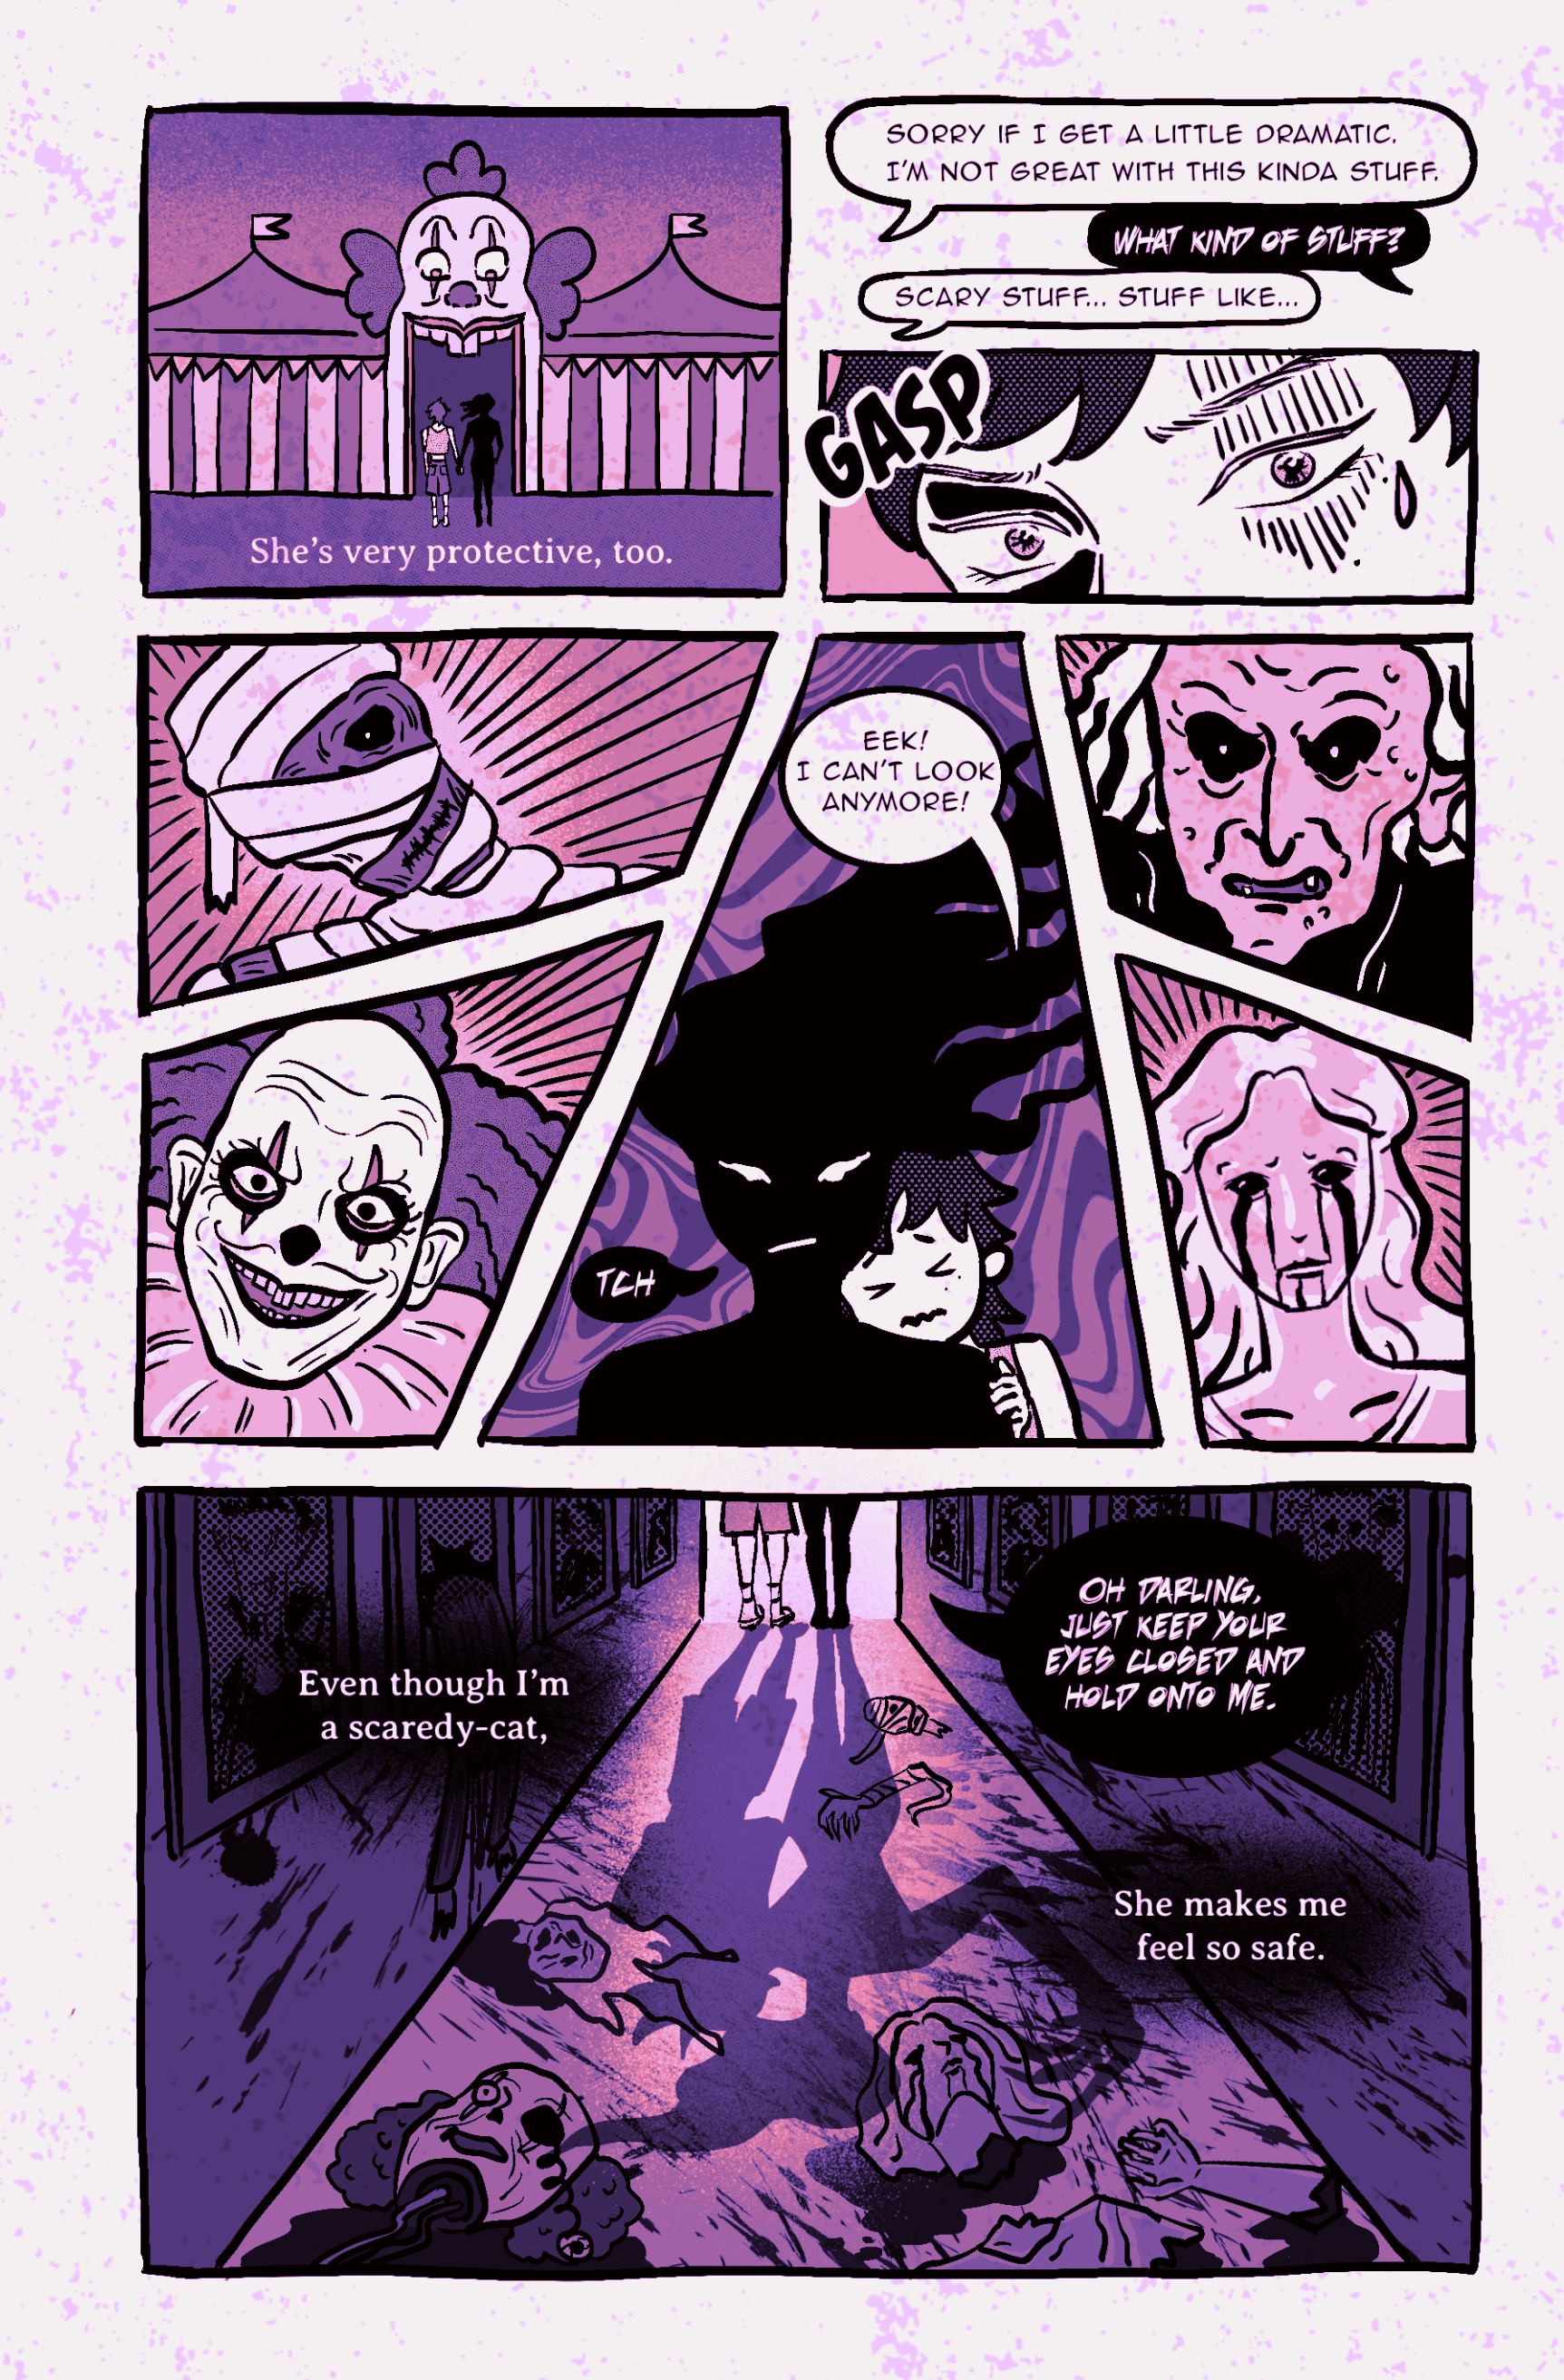 She's very protective, too.
SORRY IF I GET A LITTLE DRAMATIC.
I'M NOT GREAT WITH THIS KINDA STUFF.
WHAT KIND OF STUFF?
SCARY STUFF... STUFF LIKE...
GASP
EEK!
I CAN'T LOOK
ANYMORE!
TCH
OH DARLING,
JUST KEEP YOUR
EYES CLOSED AND
HOLD ONTO ME.
Even though I'm
a scaredy-cat,
She makes me
feel so safe.